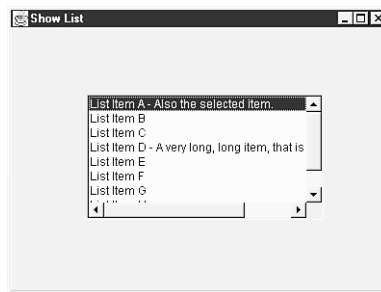 Show List
List Item A - Also the selected item.
List Item B
List Item C
List Item D - A very long, long item, that is
List Item E
List Item F
List Item G